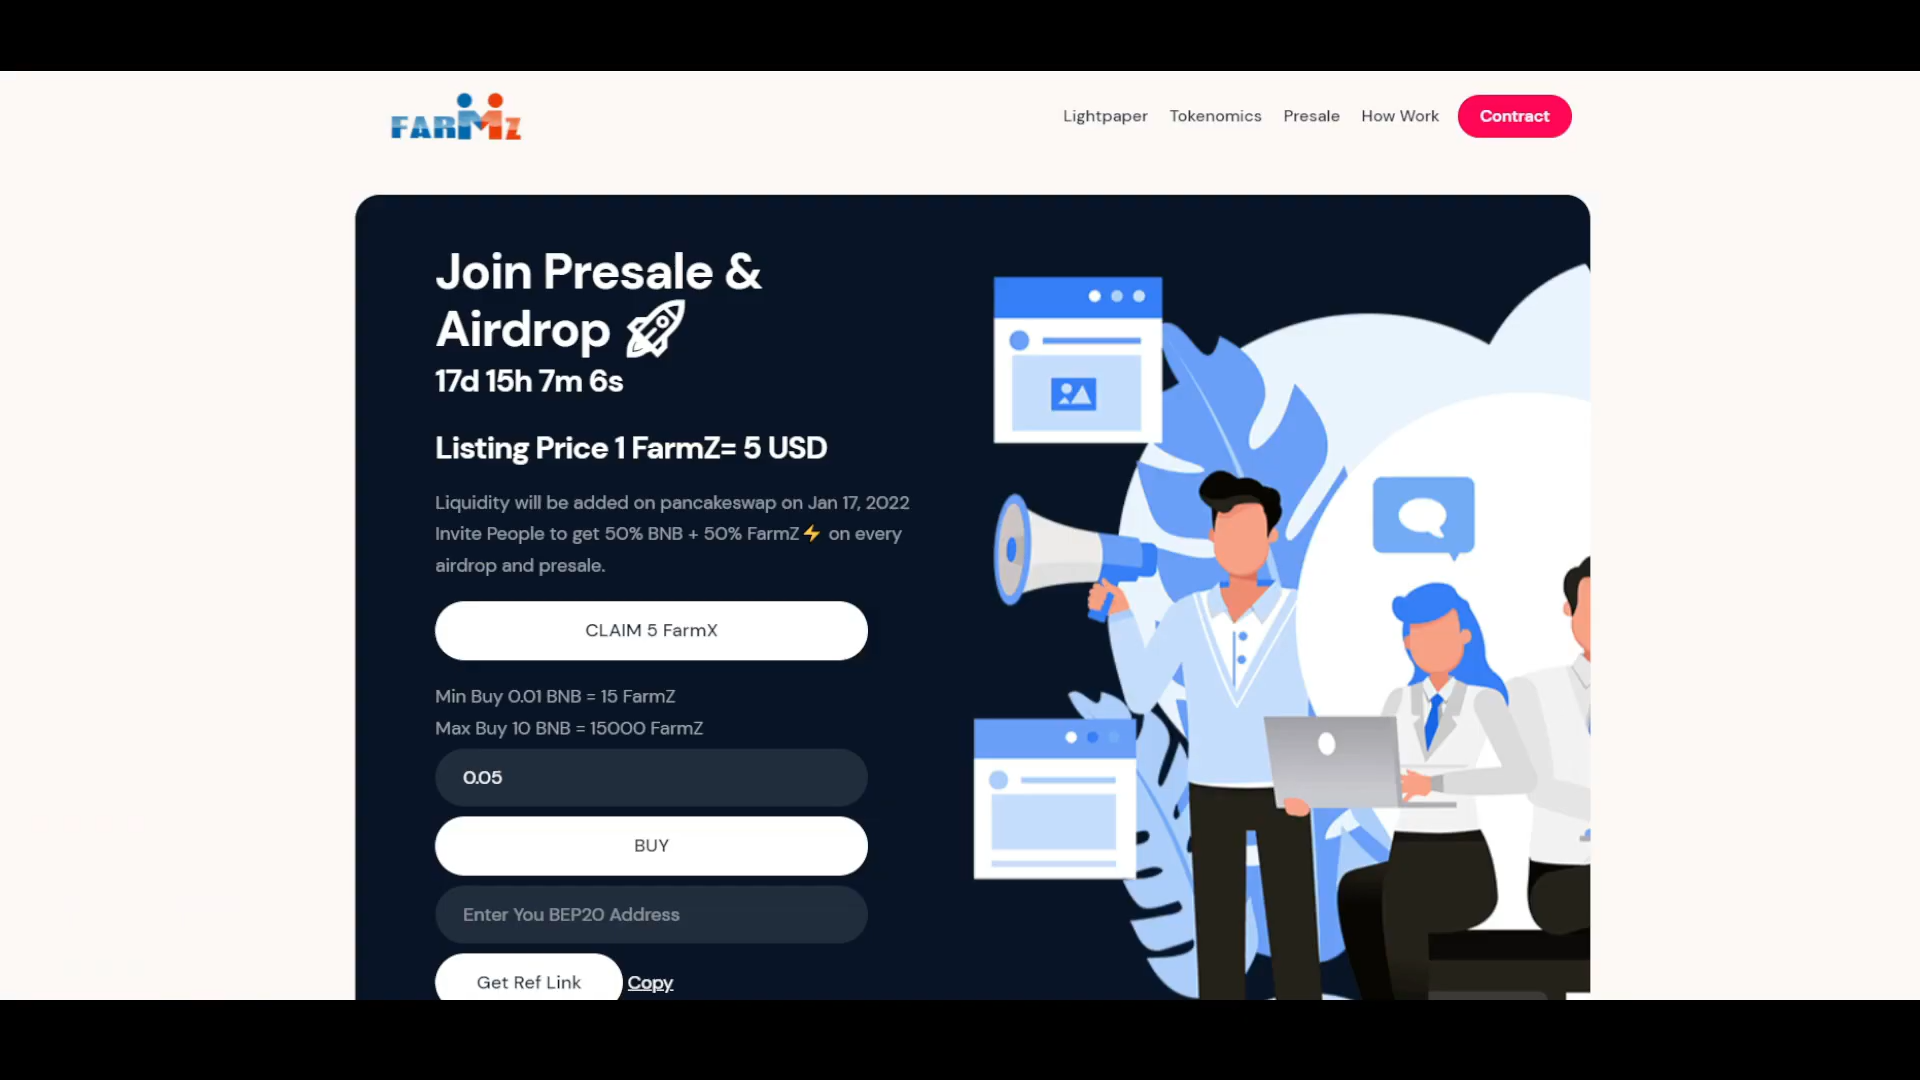 FARMZ
Lightpaper
Tokenomics
Presale
How Work
Contract
Join Presale &
Airdrop 🚀
17d 15h 7m 6s
Listing Price 1 FarmZ= 5 USD
Liquidity will be added on pancakeswap on Jan 17, 2022
Invite People to get 50% BNB + 50% FarmZ⚡ on every
airdrop and presale.
CLAIM 5 FarmX
Min Buy 0.01 BNB = 15 FarmZ
Max Buy 10 BNB = 15000 FarmZ
0.05
BUY
Enter You BEP20 Address
Get Ref Link
Copy